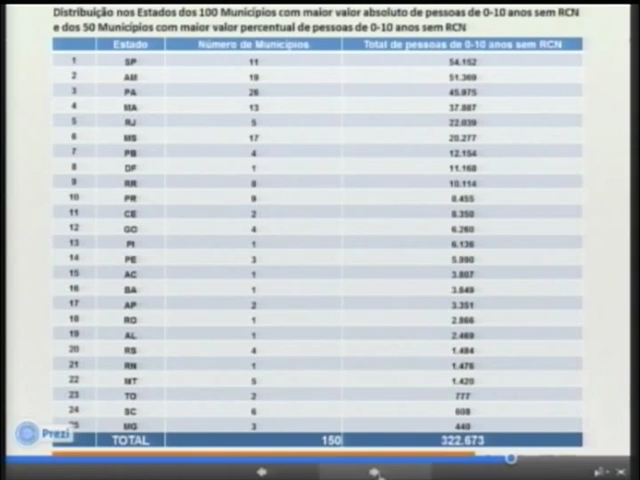 Distribuição nos Estados dos 100 Municípios com maior valor absoluto de pessoas de 0-10 anos sem RCN
e dos 50 Municípios com maior valor percentual de pessoas de 0-10 anos sem RCN
Estado Número de Municípios Total de pessoas de 0-10 anos sem RCN
1 SP 11 54.152
2 AM 19 51.369
3 PA 26 45.975
4 MA 13 37.887
5 RJ 5 22.039
6 MS 17 20.277
7 PB 4 12.154
8 DF 1 11.168
9 RR 8 10.114
10 PR 9 8.455
11 CE 2 8.350
12 GO 4 6.260
13 PI 1 6.136
14 PE 3 5.990
15 AC 1 3.807
16 BA 1 3.649
17 AP 2 3.351
18 RO 1 2.866
19 AL 1 2.469
20 RS 4 1.484
21 RN 1 1.476
22 MT 5 1.420
23 TO 2 777
24 SC 6 608
25 MG 3 440
Prezi
TOTAL 150 322.673